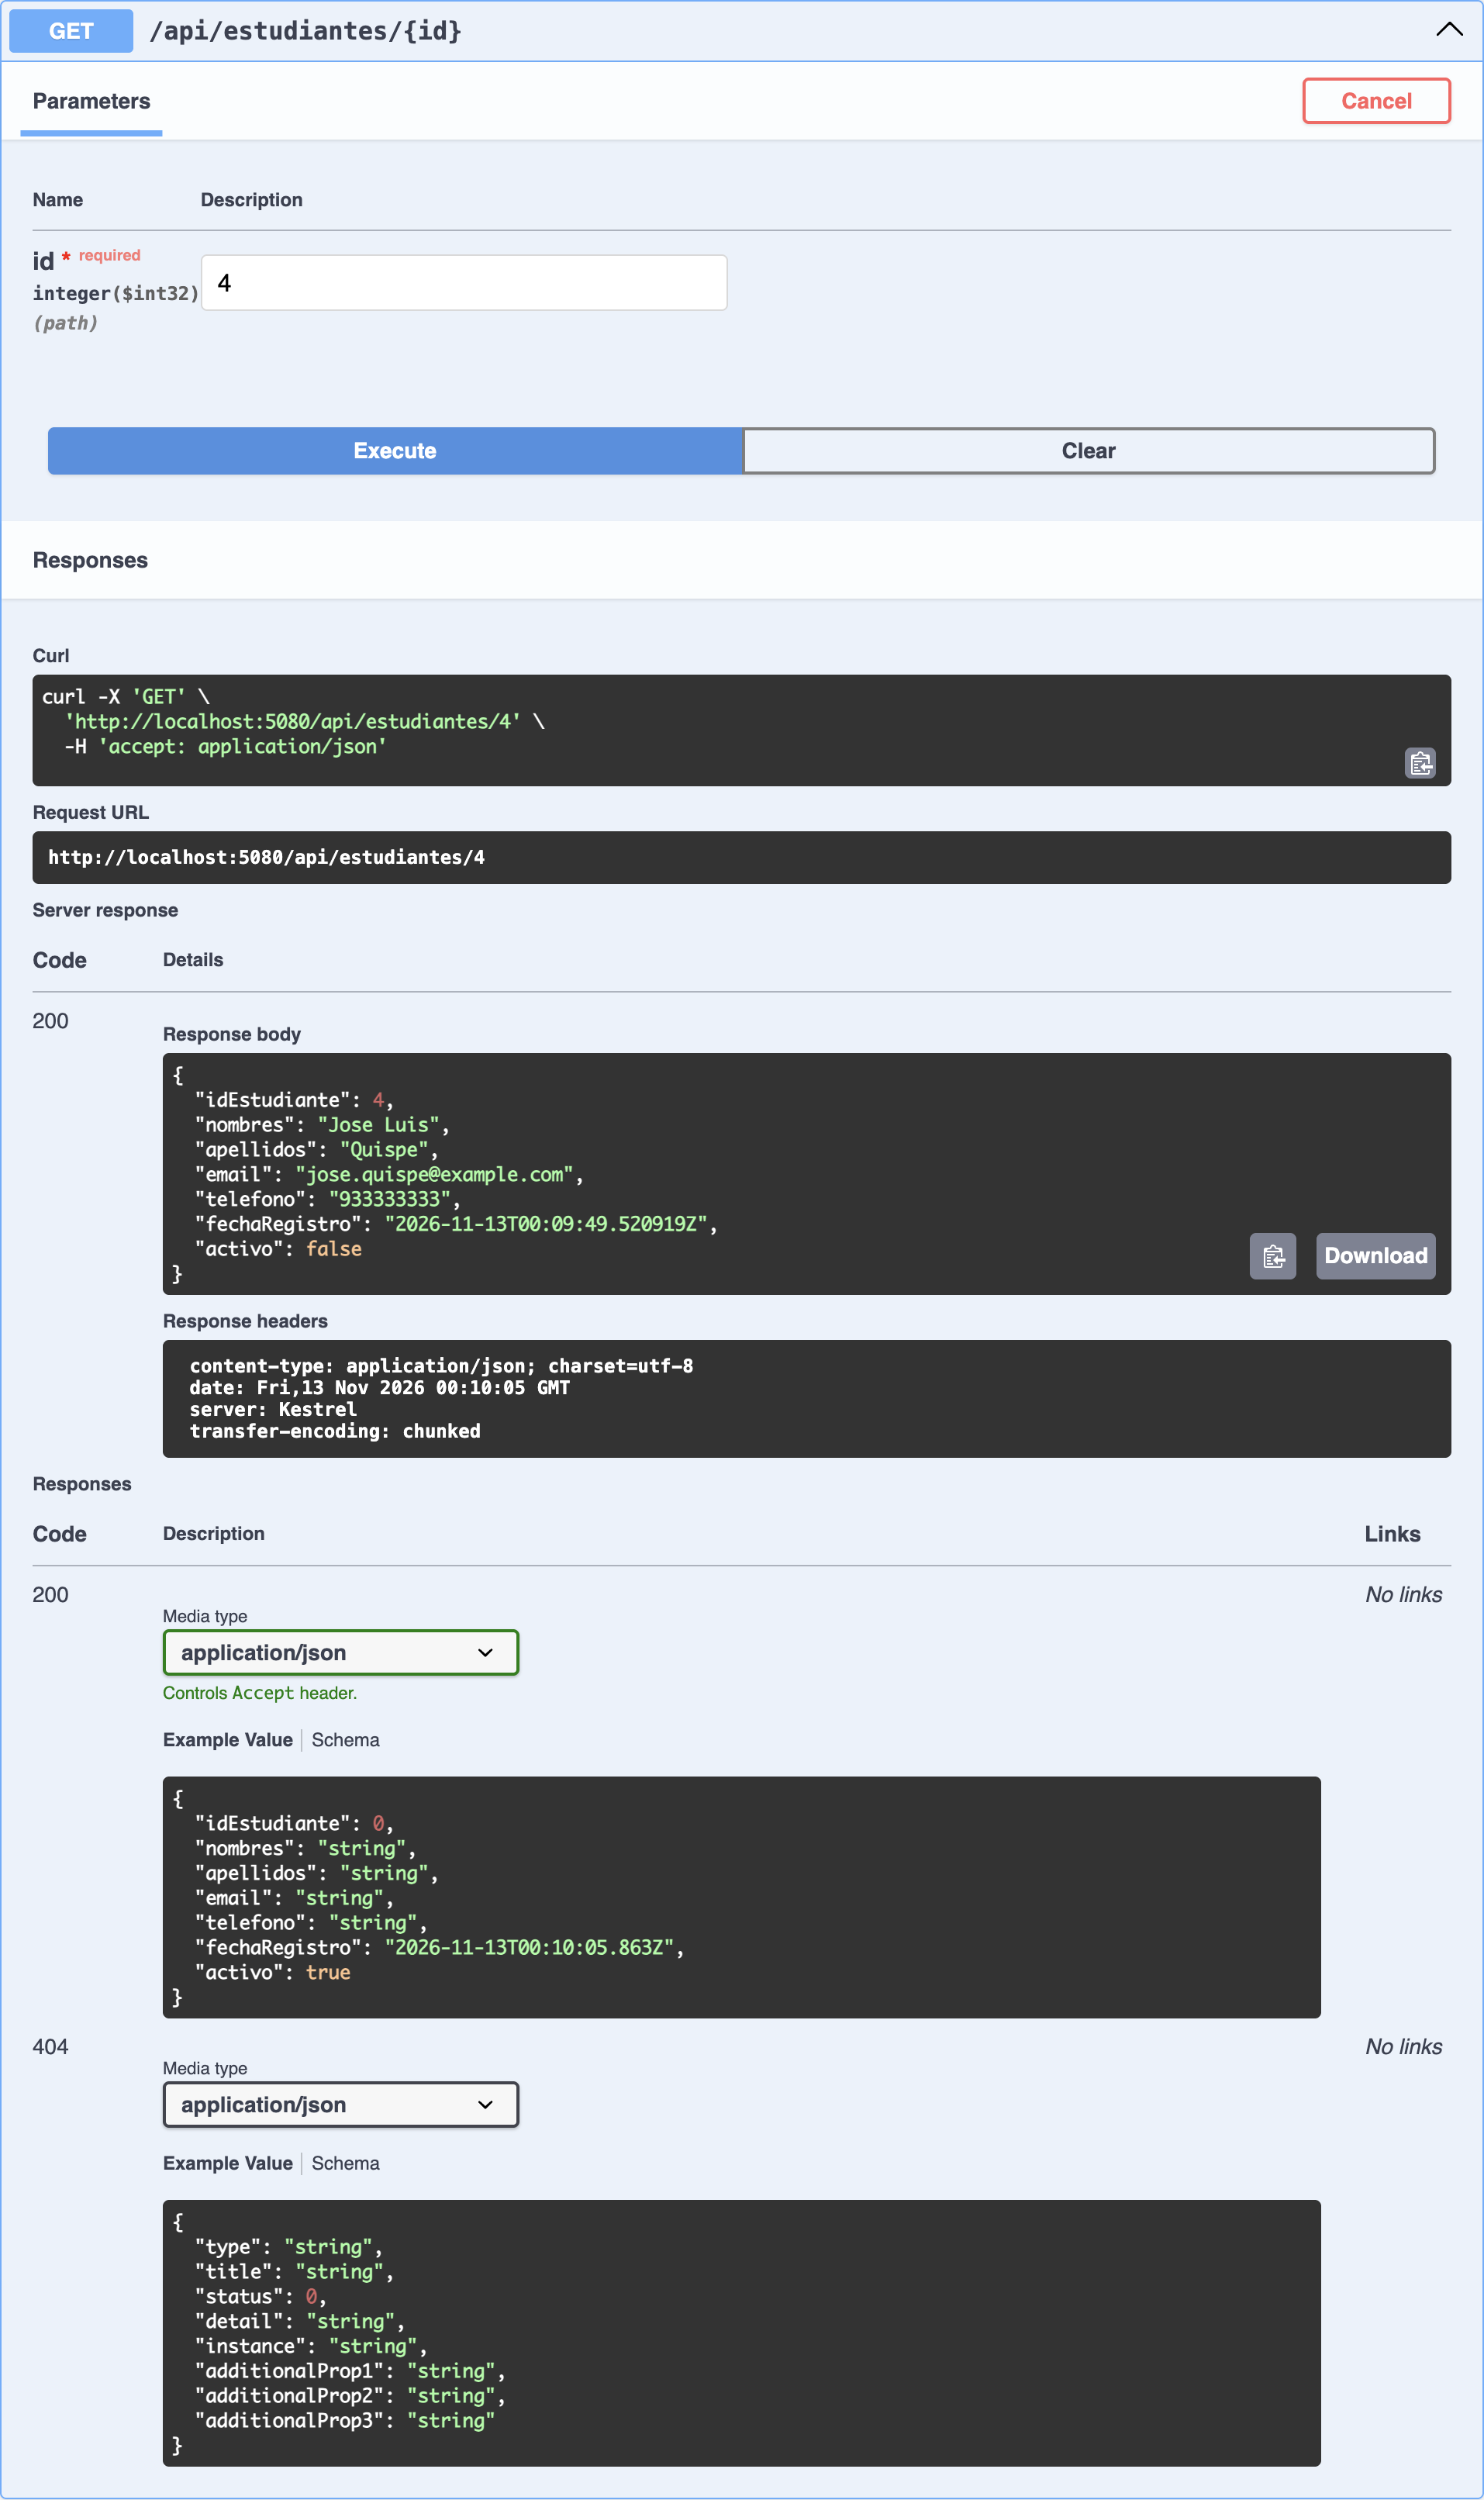 GET /api/estudiantes/{id}
Parameters
Cancel
Name Description
id * required
integer($int32)
(path)
4
Execute Clear
Responses
Curl
curl -X 'GET' \
  'http://localhost:5080/api/estudiantes/4' \
  -H 'accept: application/json'
Request URL
http://localhost:5080/api/estudiantes/4
Server response
Code Details
200
Response body
{
  "idEstudiante": 4,
  "nombres": "Jose Luis",
  "apellidos": "Quispe",
  "email": "jose.quispe@example.com",
  "telefono": "933333333",
  "fechaRegistro": "2026-11-13T00:09:49.520919Z",
  "activo": false
}
Download
Response headers
content-type: application/json; charset=utf-8
date: Fri,13 Nov 2026 00:10:05 GMT
server: Kestrel
transfer-encoding: chunked
Responses
Code Description Links
200 No links
Media type
application/json
Controls Accept header.
Example Value Schema
{
  "idEstudiante": 0,
  "nombres": "string",
  "apellidos": "string",
  "email": "string",
  "telefono": "string",
  "fechaRegistro": "2026-11-13T00:10:05.863Z",
  "activo": true
}
404 No links
Media type
application/json
Example Value Schema
{
  "type": "string",
  "title": "string",
  "status": 0,
  "detail": "string",
  "instance": "string",
  "additionalProp1": "string",
  "additionalProp2": "string",
  "additionalProp3": "string"
}